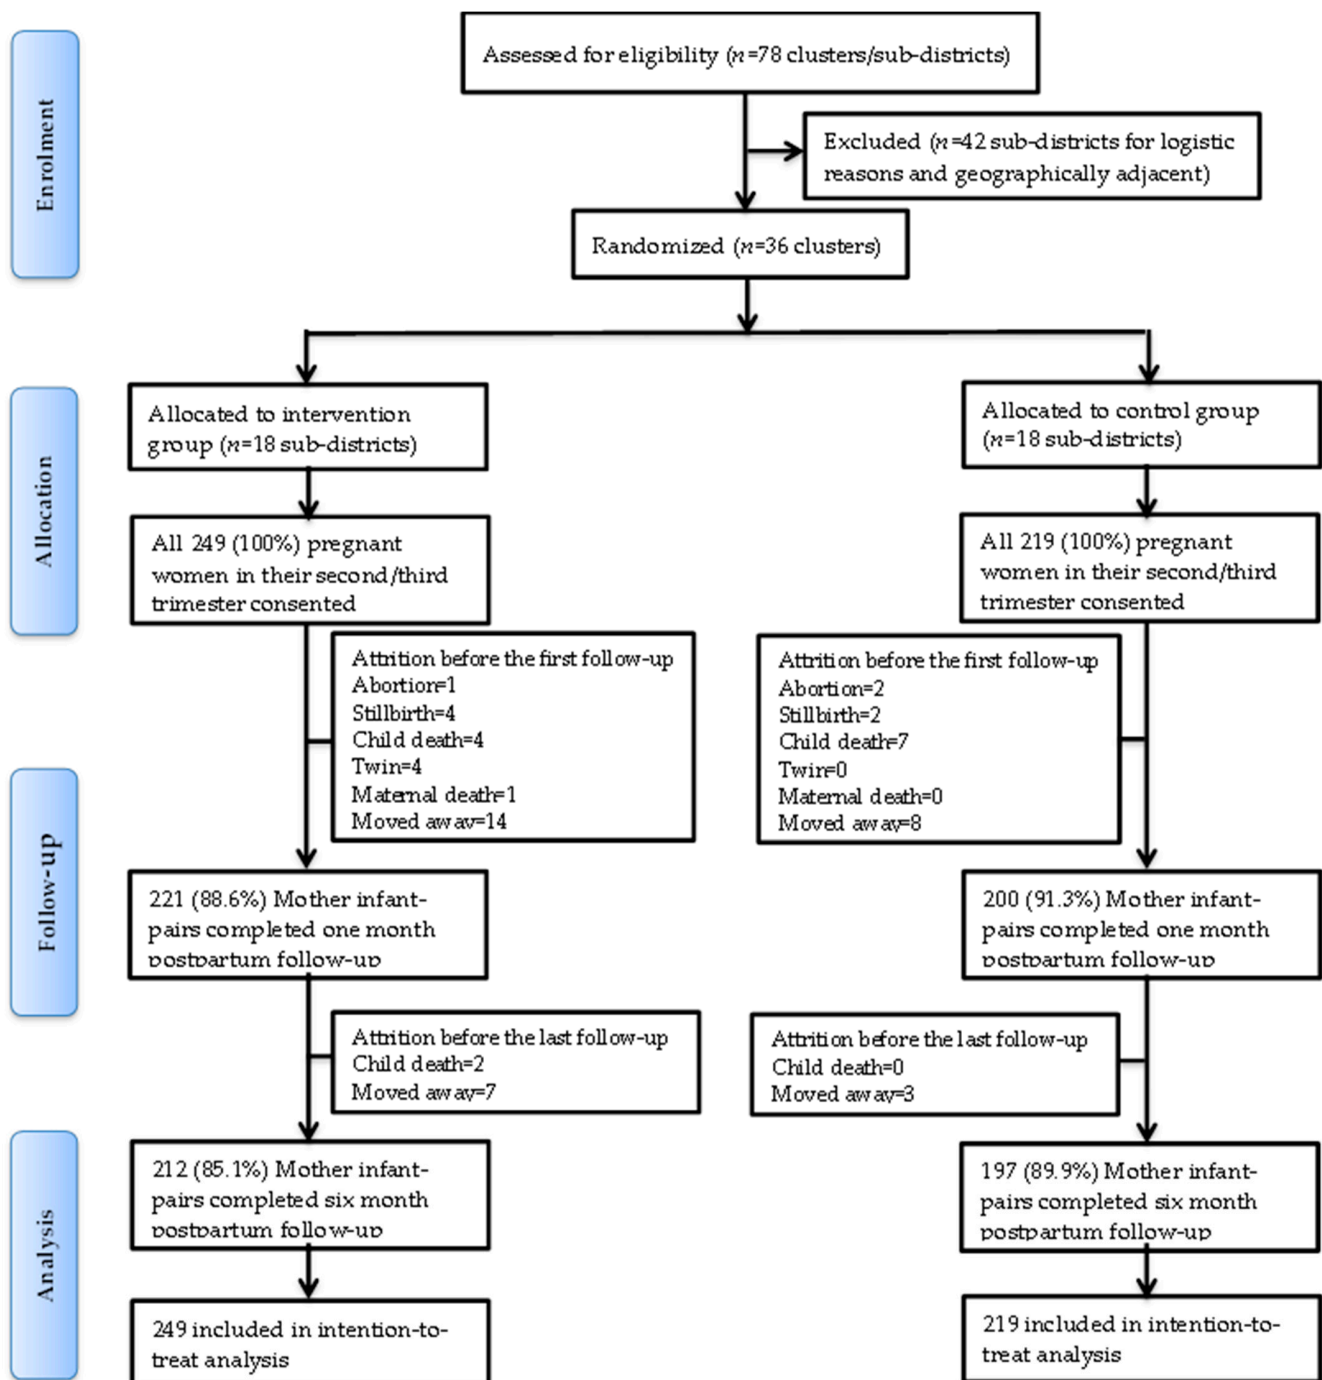 Enrolment
Assessed for eligibility (n=78 clusters/sub-districts)
Excluded (n=42 sub-districts for logistic
reasons and geographically adjacent)
Randomized (n=36 clusters)
Allocation
Allocated to intervention
group (n=18 sub-districts)
Allocated to control group
(n=18 sub-districts)
All 249 (100%) pregnant
women in their second/third
trimester consented
All 219 (100%) pregnant
women in their second/third
trimester consented
Attrition before the first follow-up
Abortion=1
Stillbirth=4
Child death=4
Twin=4
Maternal death=1
Moved away=14
Attrition before the first follow-up
Abortion=2
Stillbirth=2
Child death=7
Twin=0
Maternal death=0
Moved away=8
Follow-up
221 (88.6%) Mother infant-
pairs completed one month
postpartum follow-up
200 (91.3%) Mother infant-
pairs completed one month
postpartum follow-up
Attrition before the last follow-up
Child death=2
Moved away=7
Attrition before the last follow-up
Child death=0
Moved away=3
Analysis
212 (85.1%) Mother infant-
pairs completed six month
postpartum follow-up
197 (89.9%) Mother infant-
pairs completed six month
postpartum follow-up
249 included in intention-to-
treat analysis
219 included in intention-to-
treat analysis